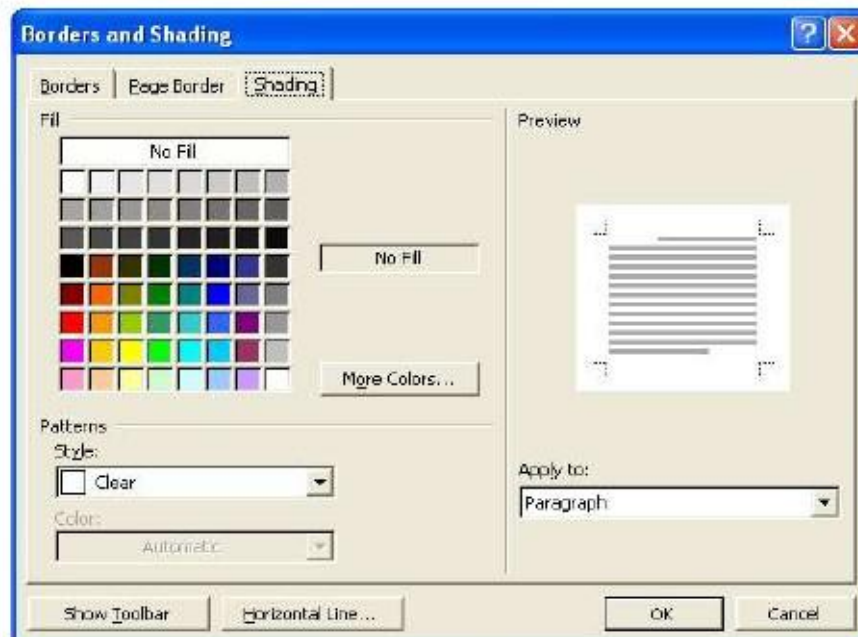 Borders and Shading
Borders Page Border Shading
Fill
No Fill
No Fill
More Colors...
Patterns
Style:
Clear
Color:
Automatic
Preview
Apply to:
Paragraph
Show Toolbar Horizontal Line... OK Cancel